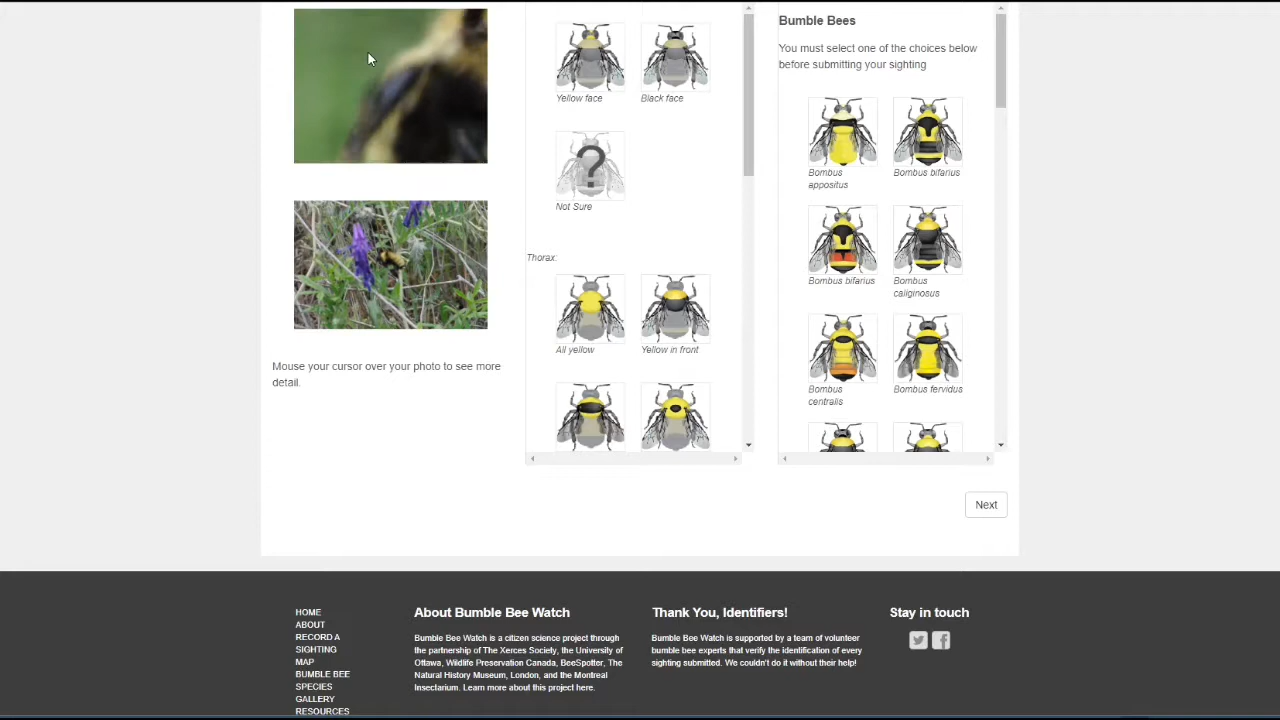 Mouse your cursor over your photo to see more
detail.
Yellow face
Black face
?
Not Sure
Thorax:
All yellow
Yellow in front
Bumble Bees
You must select one of the choices below
before submitting your sighting
Bombus
appositus
Bombus bifarius
Bombus bifarius
Bombus
caliginosus
Bombus
centralis
Bombus fervidus
Next
HOME
ABOUT
RECORD A
SIGHTING
MAP
BUMBLE BEE
SPECIES
GALLERY
RESOURCES
About Bumble Bee Watch
Bumble Bee Watch is a citizen science project through
the partnership of The Xerces Society, the University of
Ottawa, Wildlife Preservation Canada, BeeSpotter, The
Natural History Museum, London, and the Montreal
Insectarium. Learn more about this project here.
Thank You, Identifiers!
Bumble Bee Watch is supported by a team of volunteer
bumble bee experts that verify the identification of every
sighting submitted. We couldn't do it without their help!
Stay in touch